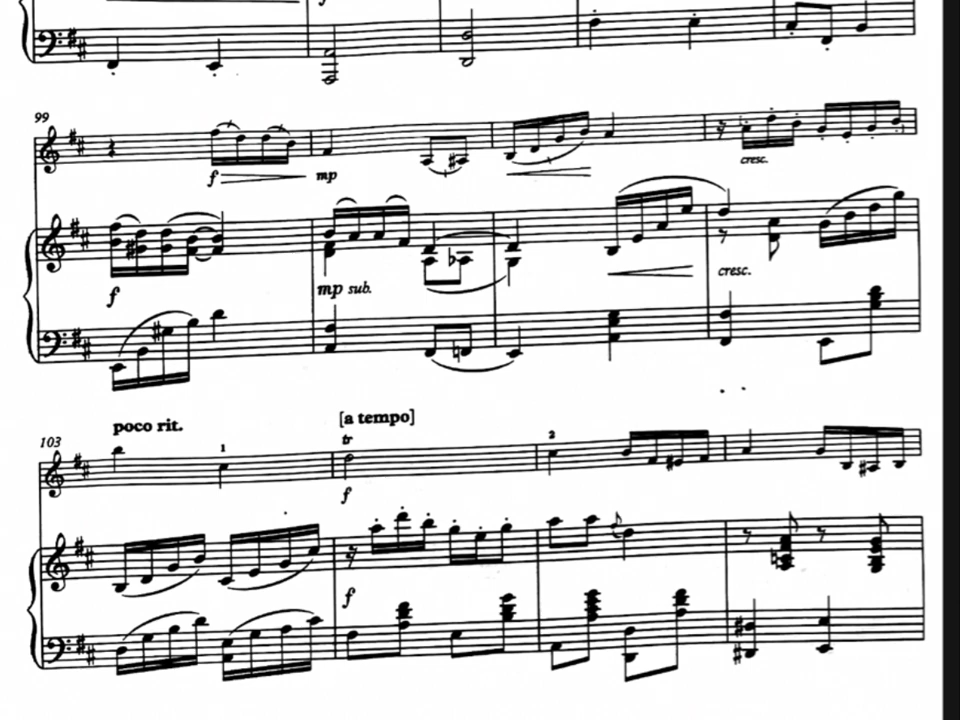 f
99
f mp
cresc.
f mp sub. cresc.
poco rit. [a tempo]
103 1 tr 2
f
f